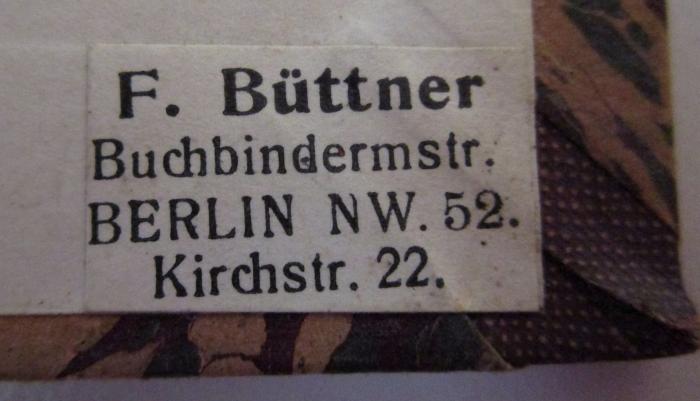 F. Büttner
Buchbindermstr.
BERLIN NW. 52.
Kirchstr. 22.